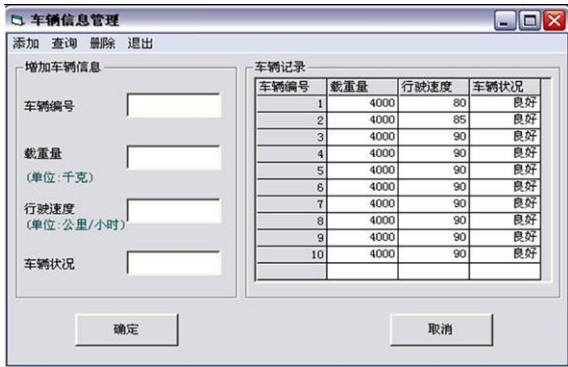 车辆信息管理
添加 查询 删除 退出
增加车辆信息
车辆编号
载重量
(单位:千克)
行驶速度
(单位:公里/小时)
车辆状况
车辆记录
车辆编号 载重量 行驶速度 车辆状况
1 4000 80 良好
2 4000 85 良好
3 4000 90 良好
4 4000 90 良好
5 4000 90 良好
6 4000 90 良好
7 4000 90 良好
8 4000 90 良好
9 4000 90 良好
10 4000 90 良好
确定 取消